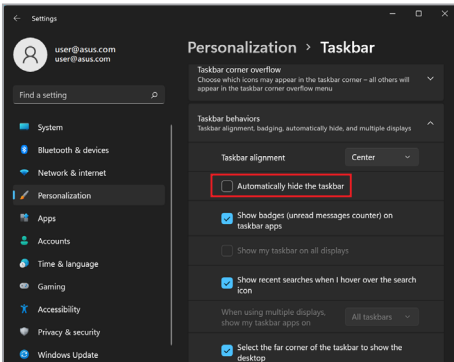 Settings
user@asus.com
user@asus.com
Find a setting
System
Bluetooth & devices
Network & internet
Personalization
Apps
Accounts
Time & language
Gaming
Accessibility
Privacy & security
Windows Update
Personalization > Taskbar
Taskbar corner overflow
Choose which icons may appear in the taskbar corner – all others will
appear in the taskbar corner overflow menu
Taskbar behaviors
Taskbar alignment, badging, automatically hide, and multiple displays
Taskbar alignment
Center
Automatically hide the taskbar
Show badges (unread messages counter) on
taskbar apps
Show my taskbar on all displays
Show recent searches when I hover over the search
icon
When using multiple displays,
show my taskbar apps on
All taskbars
Select the far corner of the taskbar to show the
desktop